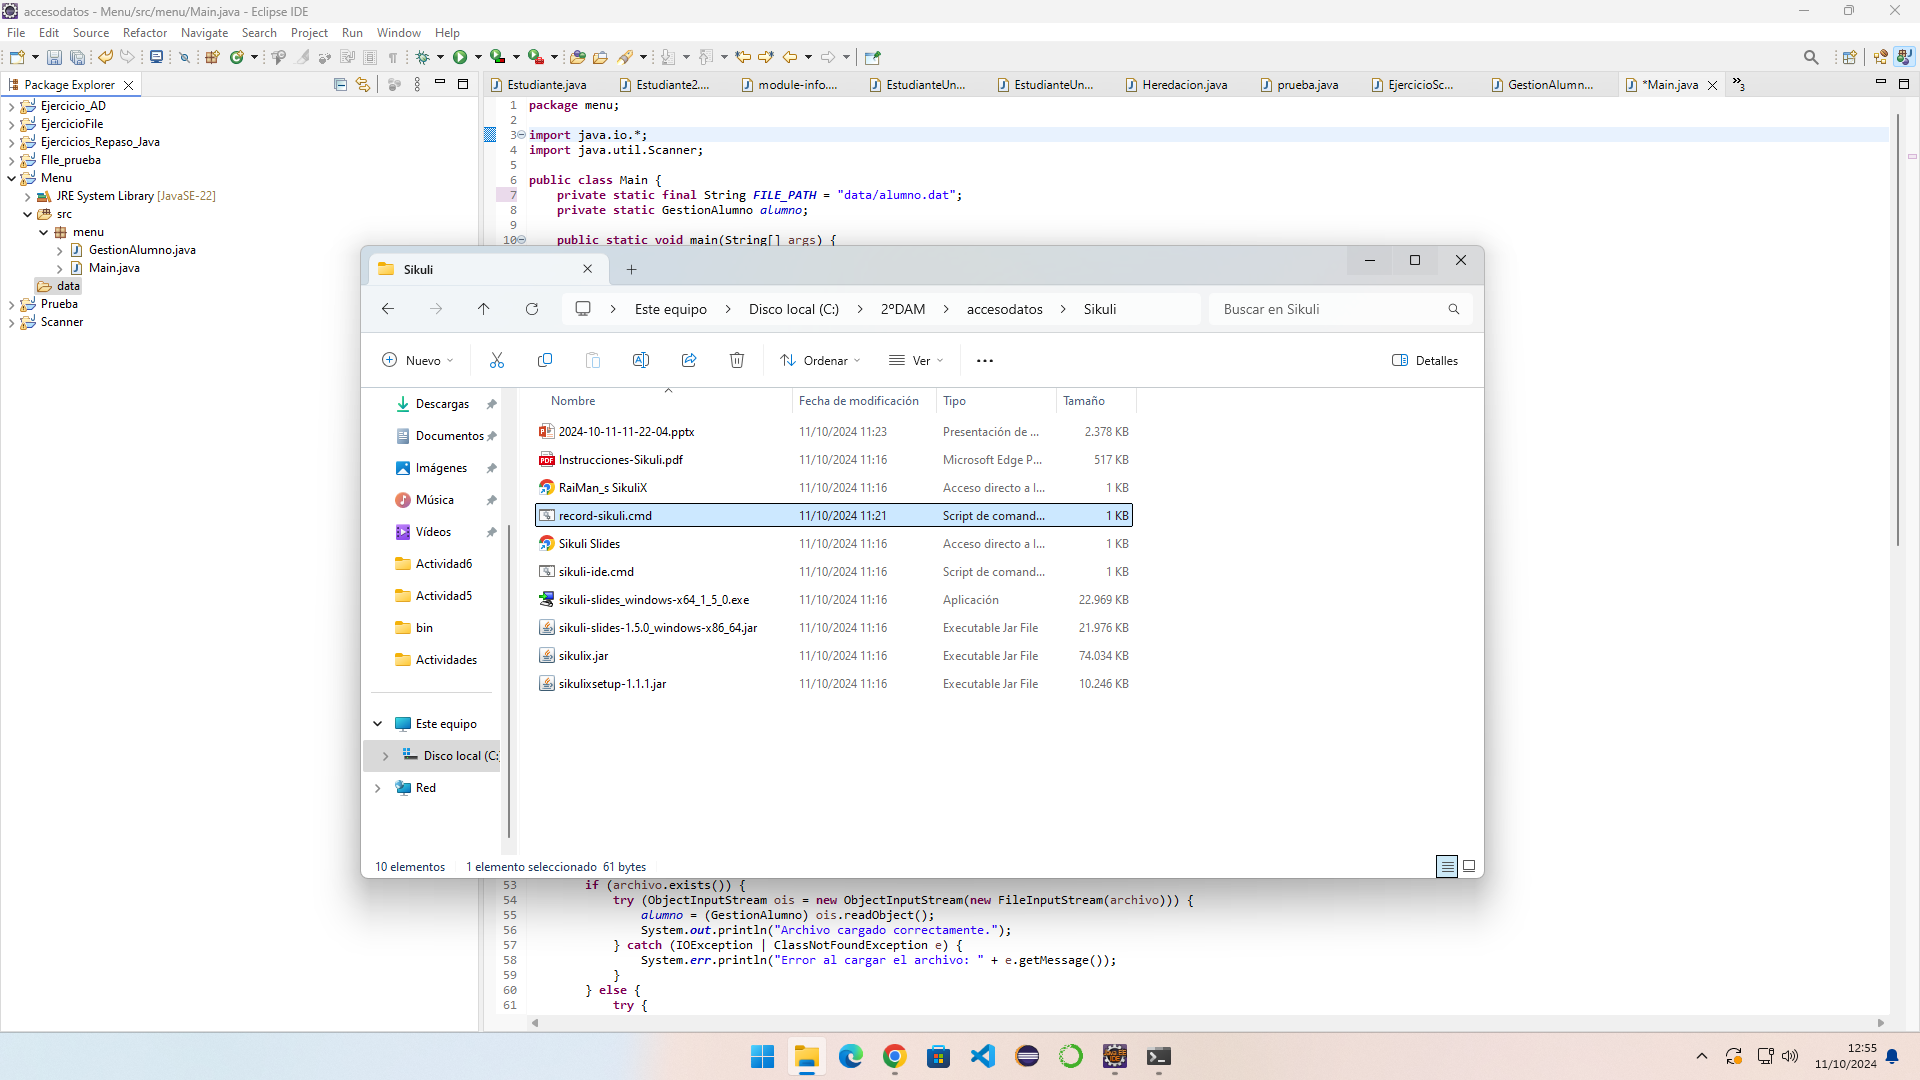 accesodatos - Menu/src/menu/Main.java - Eclipse IDE
File Edit Source Refactor Navigate Search Project Run Window Help
Package Explorer
Estudiante.java Estudiante2.... module-info.... EstudianteUn... EstudianteUn... Heredacion.java prueba.java EjercicioSc... GestionAlumn... *Main.java 3
Ejercicio_AD
EjercicioFile
Ejercicios_Repaso_Java
FIle_prueba
Menu
JRE System Library [JavaSE-22]
src
menu
GestionAlumno.java
Main.java
data
Prueba
Scanner
1 package menu;
2
3 import java.io.*;
4 import java.util.Scanner;
5
6 public class Main {
7 private static final String FILE_PATH = "data/alumno.dat";
8 private static GestionAlumno alumno;
9
10 public static void main(String[] args) {
Sikuli
Este equipo > Disco local (C:) > 2ºDAM > accesodatos > Sikuli
Buscar en Sikuli
Nuevo Ordenar Ver Detalles
Descargas
Documentos
Imágenes
Música
Vídeos
Actividad6
Actividad5
bin
Actividades
Este equipo
Disco local (C:
Red
Nombre Fecha de modificación Tipo Tamaño
2024-10-11-11-22-04.pptx 11/10/2024 11:23 Presentación de ... 2.378 KB
Instrucciones-Sikuli.pdf 11/10/2024 11:16 Microsoft Edge P... 517 KB
RaiMan_s SikuliX 11/10/2024 11:16 Acceso directo a I... 1 KB
record-sikuli.cmd 11/10/2024 11:21 Script de comand... 1 KB
Sikuli Slides 11/10/2024 11:16 Acceso directo a I... 1 KB
sikuli-ide.cmd 11/10/2024 11:16 Script de comand... 1 KB
sikuli-slides_windows-x64_1_5_0.exe 11/10/2024 11:16 Aplicación 22.969 KB
sikuli-slides-1.5.0_windows-x86_64.jar 11/10/2024 11:16 Executable Jar File 21.976 KB
sikulix.jar 11/10/2024 11:16 Executable Jar File 74.034 KB
sikulixsetup-1.1.1.jar 11/10/2024 11:16 Executable Jar File 10.246 KB
10 elementos 1 elemento seleccionado 61 bytes
53 if (archivo.exists()) {
54 try (ObjectInputStream ois = new ObjectInputStream(new FileInputStream(archivo))) {
55 alumno = (GestionAlumno) ois.readObject();
56 System.out.println("Archivo cargado correctamente.");
57 } catch (IOException | ClassNotFoundException e) {
58 System.err.println("Error al cargar el archivo: " + e.getMessage());
59 }
60 } else {
61 try {
12:55
11/10/2024